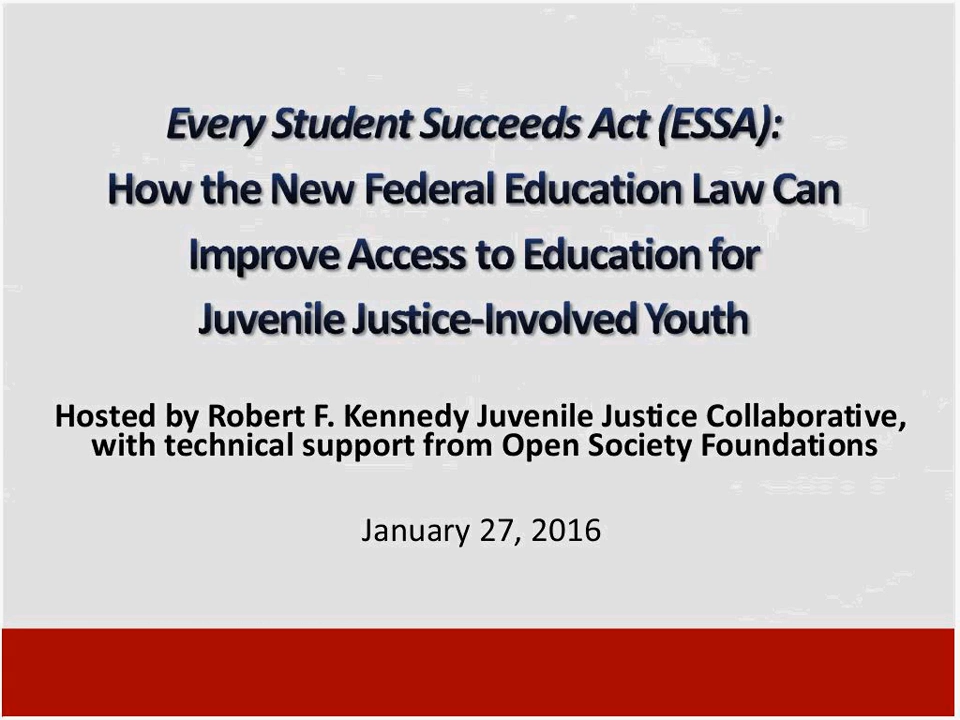 Every Student Succeeds Act (ESSA):
How the New Federal Education Law Can
Improve Access to Education for
Juvenile Justice-Involved Youth
Hosted by Robert F. Kennedy Juvenile Justice Collaborative,
with technical support from Open Society Foundations
January 27, 2016